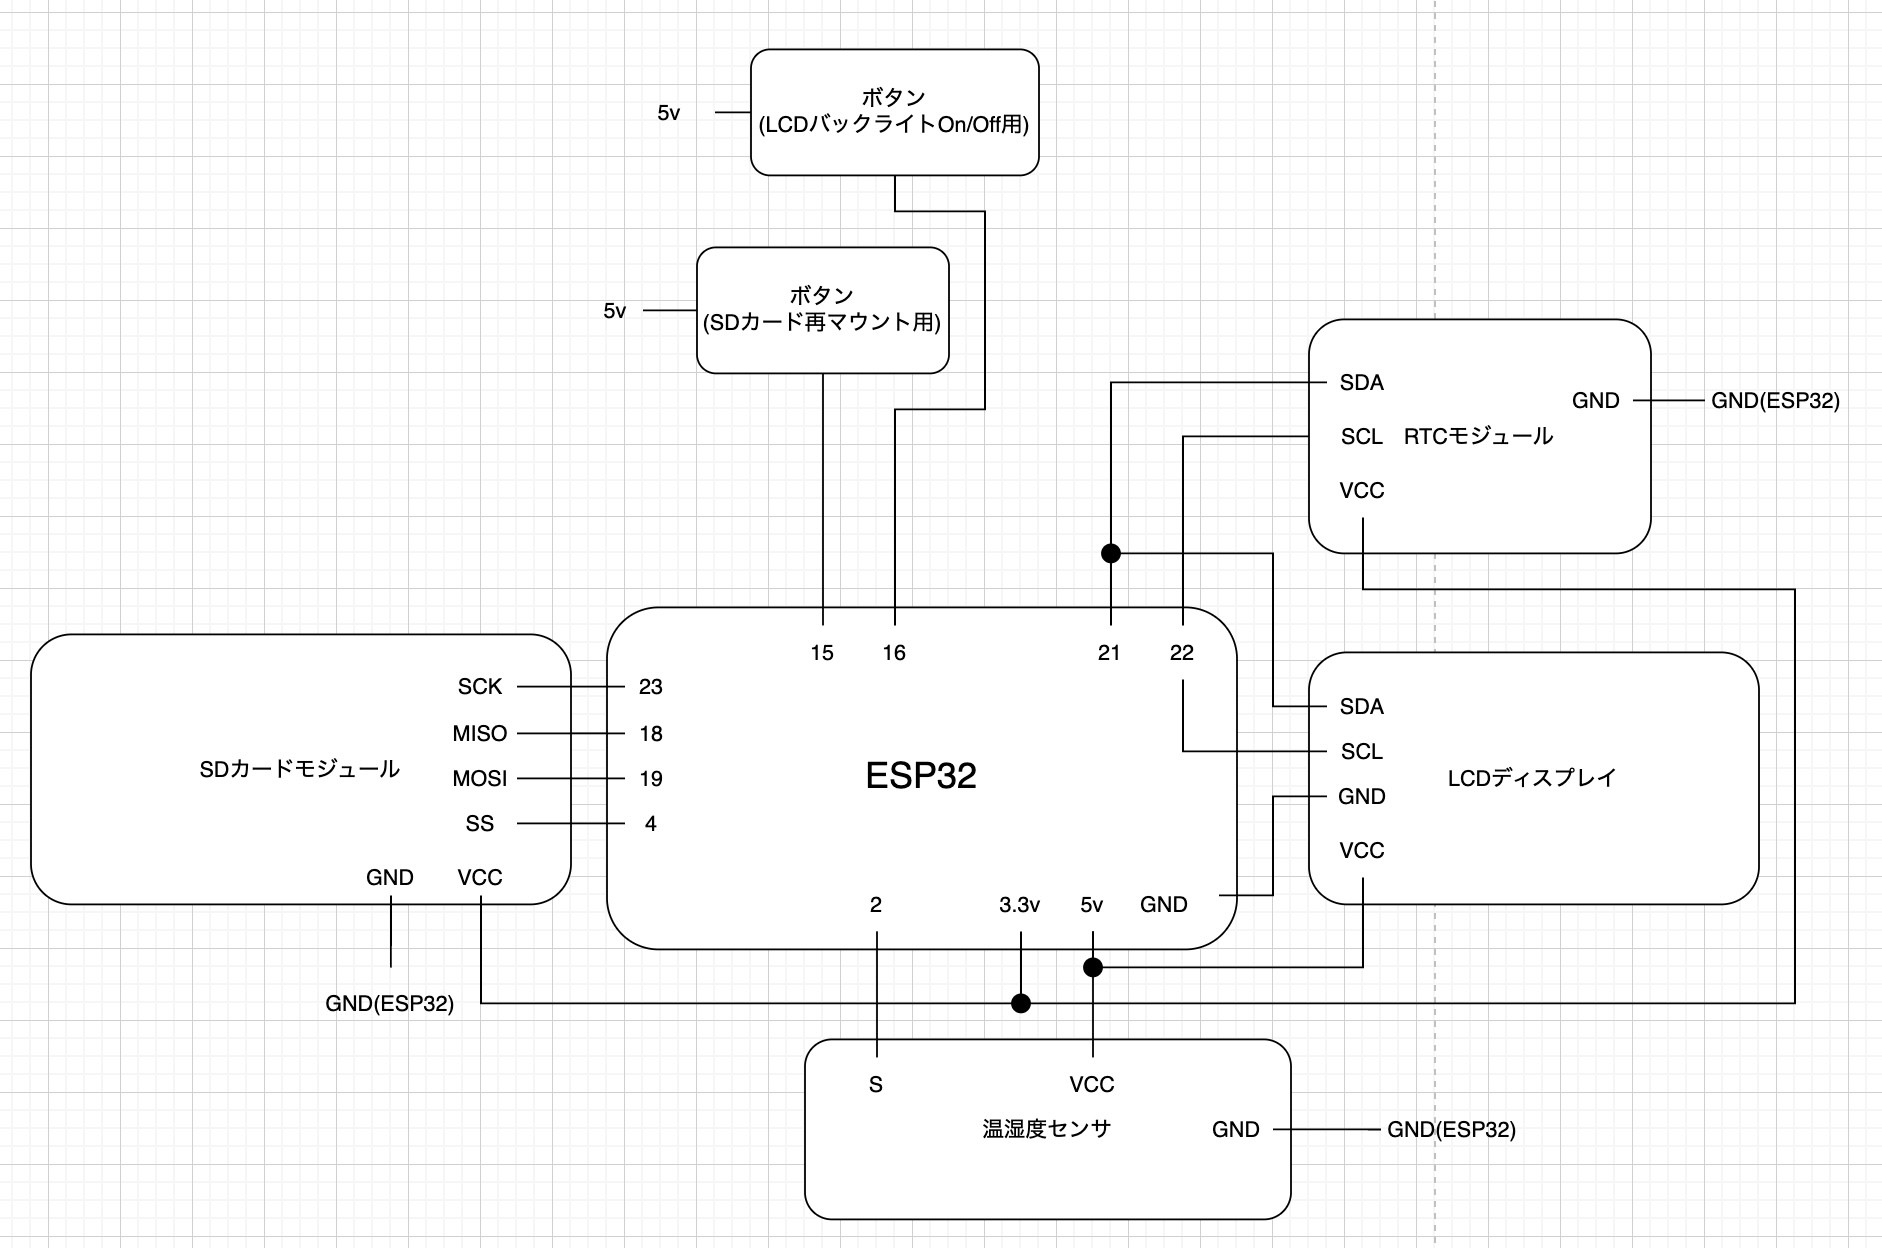 5v
ボタン
(LCDバックライトOn/Off用)
5v
ボタン
(SDカード再マウント用)
SDA
SCL
VCC
RTCモジュール
GND
GND(ESP32)
15
16
21
22
SCK
MISO
MOSI
SS
SDカードモジュール
GND
VCC
GND(ESP32)
23
18
19
4
ESP32
2
3.3v
5v
GND
SDA
SCL
GND
VCC
LCDディスプレイ
S
VCC
温湿度センサ
GND
GND(ESP32)